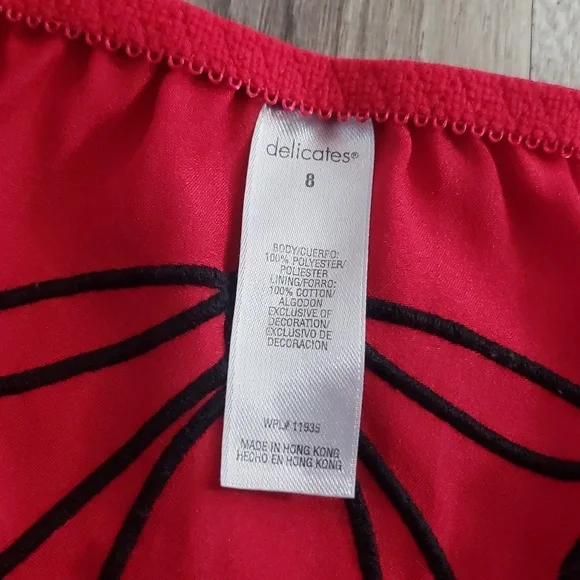 delicates®
8
BODY/CUERPO:
100% POLYESTER/
POLIESTER
LINING/FORRO:
100% COTTON/
ALGODON
EXCLUSIVE OF
DECORATION/
EXCLUSIVO DE
DECORACION
WPL# 11935
MADE IN HONG KONG
HECHO EN HONG KONG